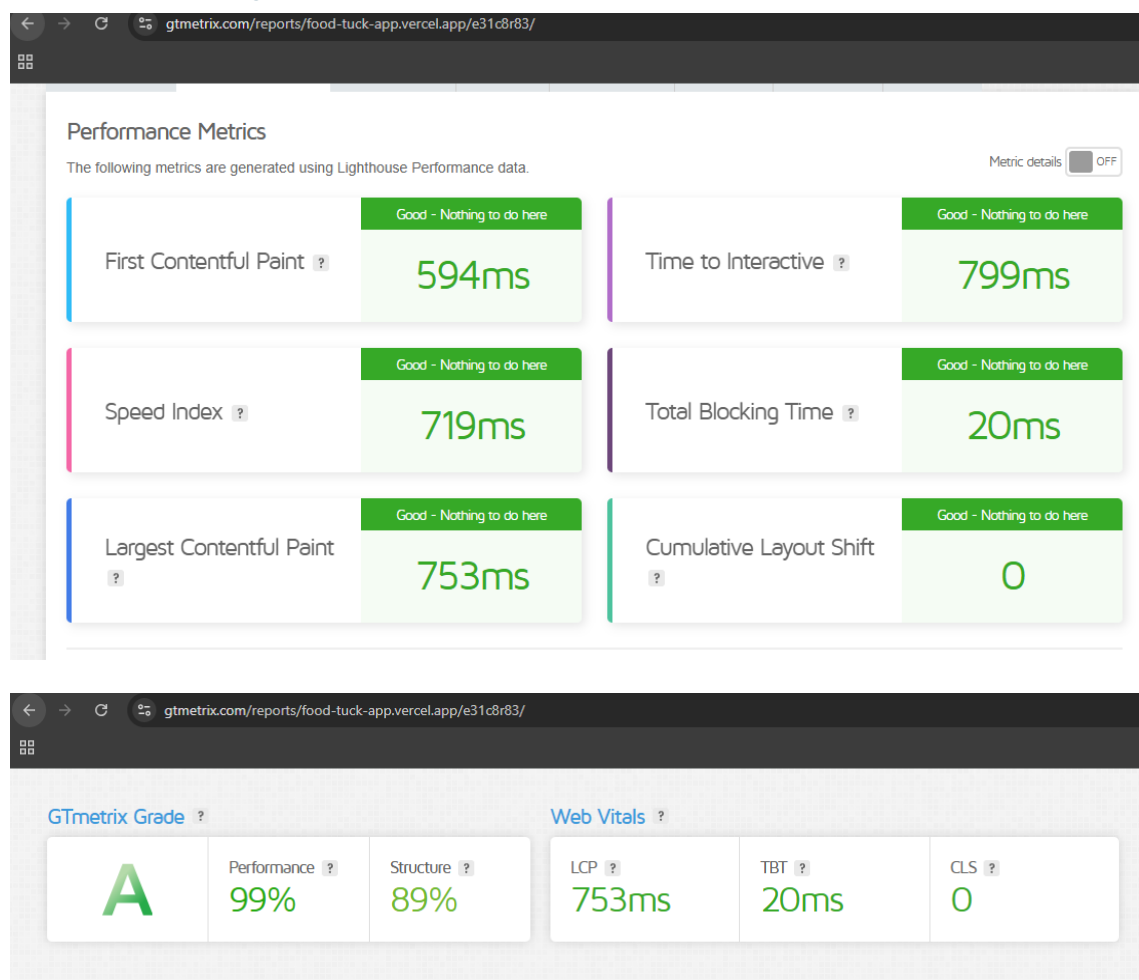 gtmetrix.com/reports/food-tuck-app.vercel.app/e31c8r83/
Performance Metrics
The following metrics are generated using Lighthouse Performance data.
Metric details OFF
First Contentful Paint ?
Good - Nothing to do here
594ms
Time to Interactive ?
Good - Nothing to do here
799ms
Speed Index ?
Good - Nothing to do here
719ms
Total Blocking Time ?
Good - Nothing to do here
20ms
Largest Contentful Paint
?
Good - Nothing to do here
753ms
Cumulative Layout Shift
?
Good - Nothing to do here
0
gtmetrix.com/reports/food-tuck-app.vercel.app/e31c8r83/
GTmetrix Grade ?
A
Performance ?
99%
Structure ?
89%
Web Vitals ?
LCP ?
753ms
TBT ?
20ms
CLS ?
0